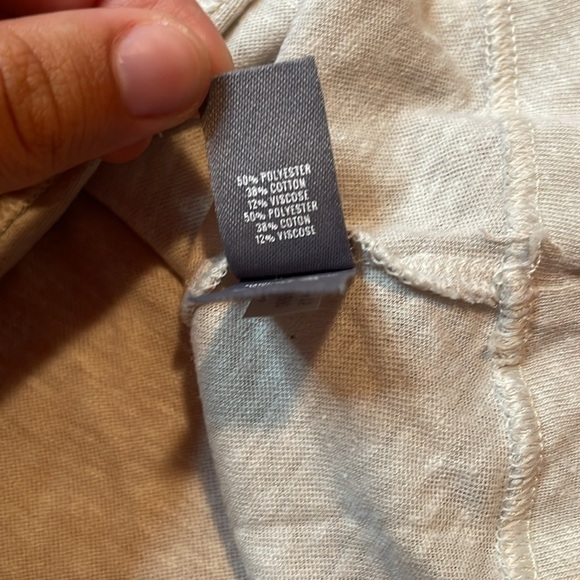 50% POLYESTER
38% COTTON
12% VISCOSE
50% POLYESTER
38% COTON
12% VISCOSE